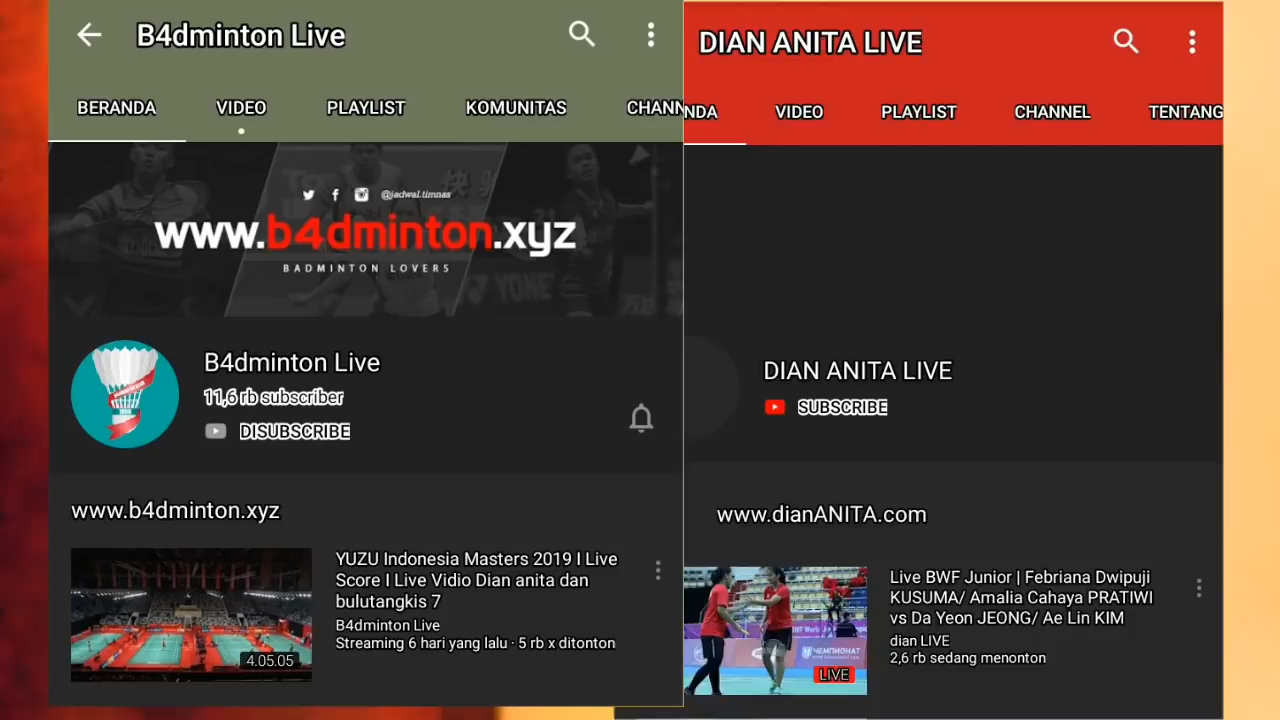 B4dminton Live
BERANDA VIDEO PLAYLIST KOMUNITAS CHANN
@jadwal.timnas
www.b4dminton.xyz
BADMINTON LOVERS
YONE
B4dminton Live
11,6 rb subscriber
DISUBSCRIBE
www.b4dminton.xyz
4.05.05
YUZU Indonesia Masters 2019 I Live
Score I Live Vidio Dian anita dan
bulutangkis 7
B4dminton Live
Streaming 6 hari yang lalu · 5 rb x ditonton
DIAN ANITA LIVE
NDA VIDEO PLAYLIST CHANNEL TENTANG
DIAN ANITA LIVE
SUBSCRIBE
www.dianANITA.com
ЧЕМПИОНАТ
LIVE
Live BWF Junior | Febriana Dwipuji
KUSUMA/ Amalia Cahaya PRATIWI
vs Da Yeon JEONG/ Ae Lin KIM
dian LIVE
2,6 rb sedang menonton